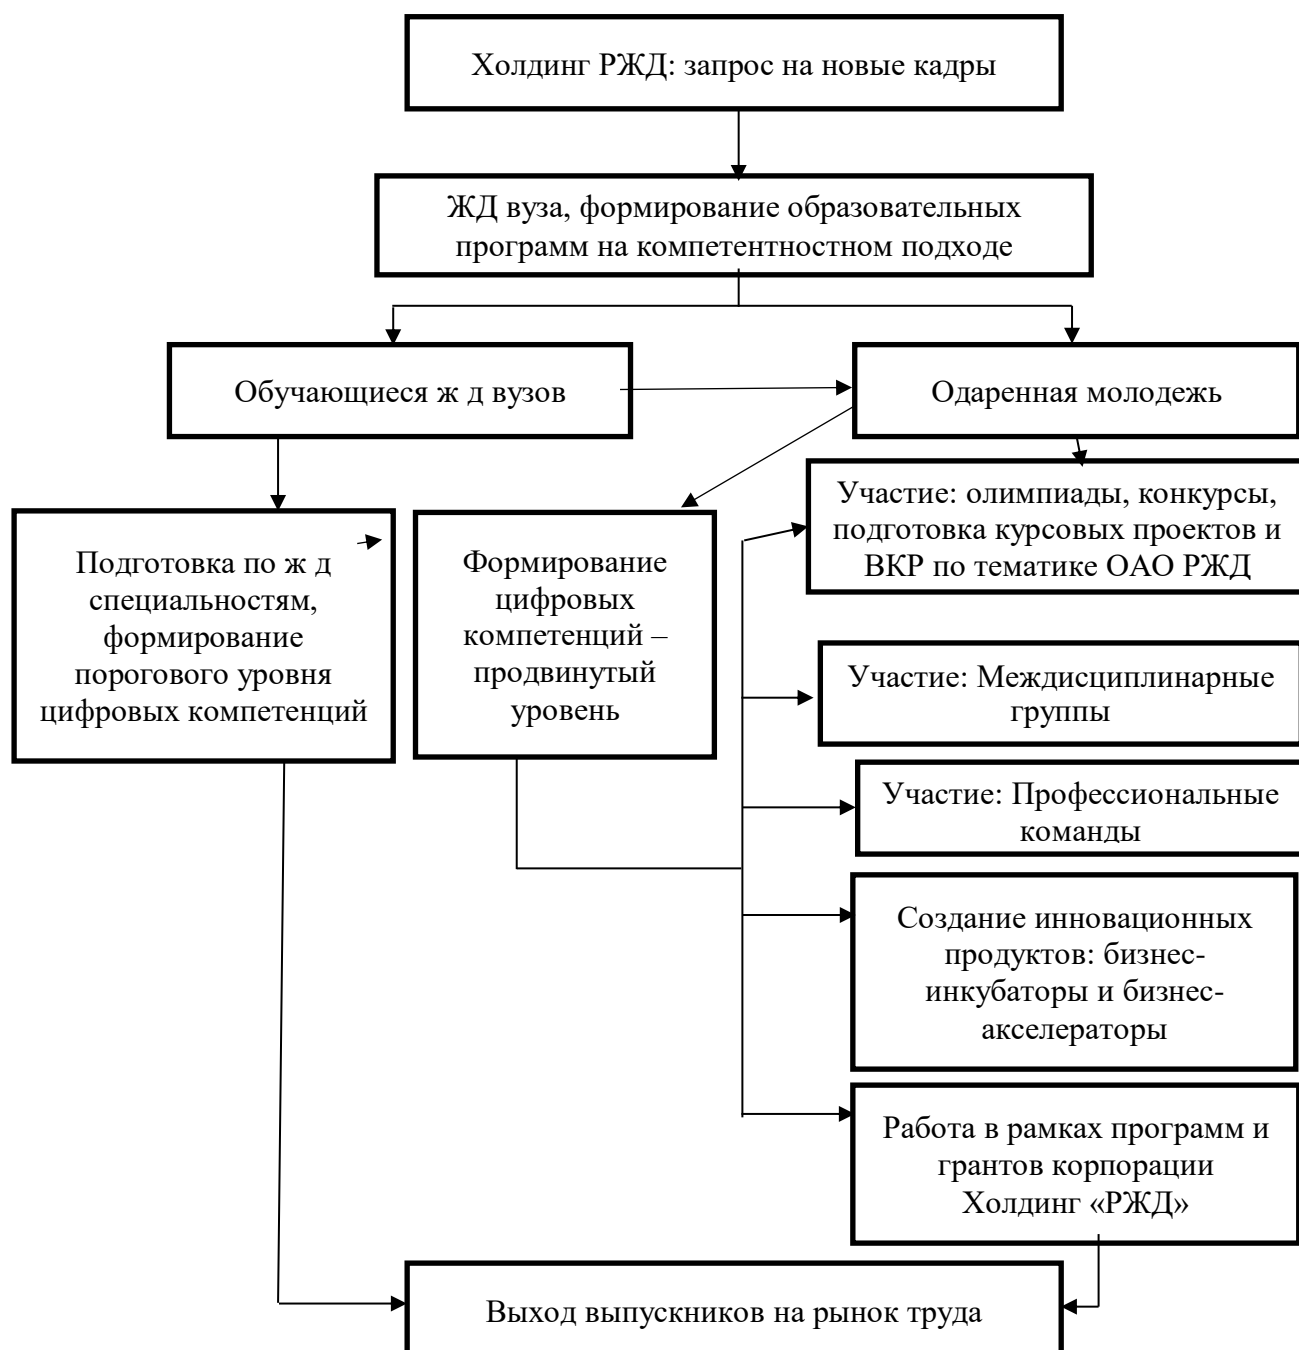 Холдинг РЖД: запрос на новые кадры
ЖД вуза, формирование образовательных
программ на компетентностном подходе
Обучающиеся ж д вузов
Одаренная молодежь
Подготовка по ж д
специальностям,
формирование
порогового уровня
цифровых компетенций
Формирование
цифровых
компетенций –
продвинутый
уровень
Участие: олимпиады, конкурсы,
подготовка курсовых проектов и
ВКР по тематике ОАО РЖД
Участие: Междисциплинарные
группы
Участие: Профессиональные
команды
Создание инновационных
продуктов: бизнес-
инкубаторы и бизнес-
акселераторы
Работа в рамках программ и
грантов корпорации
Холдинг «РЖД»
Выход выпускников на рынок труда